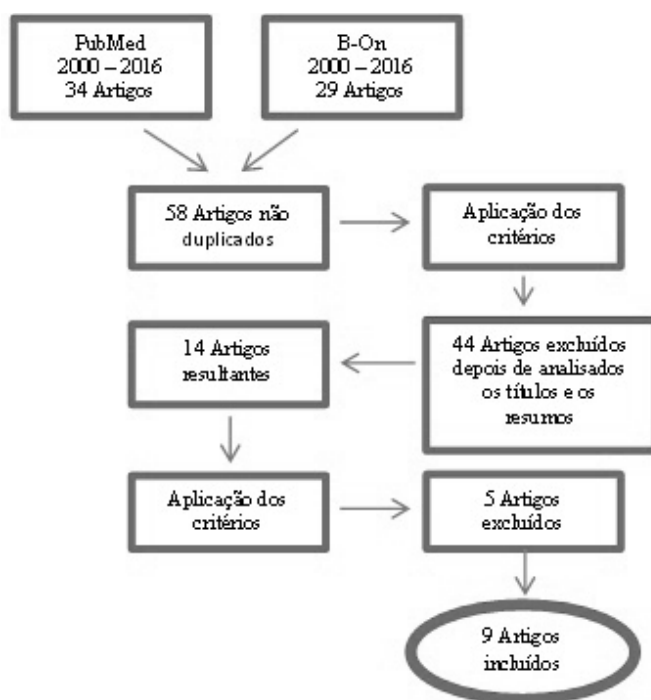 PubMed
2000 – 2016
34 Artigos
B-On
2000 – 2016
29 Artigos
58 Artigos não
duplicados
Aplicação dos
critérios
44 Artigos excluídos
depois de analisados
os títulos e os
resumos
14 Artigos
resultantes
Aplicação dos
critérios
5 Artigos
excluídos
9 Artigos
incluídos